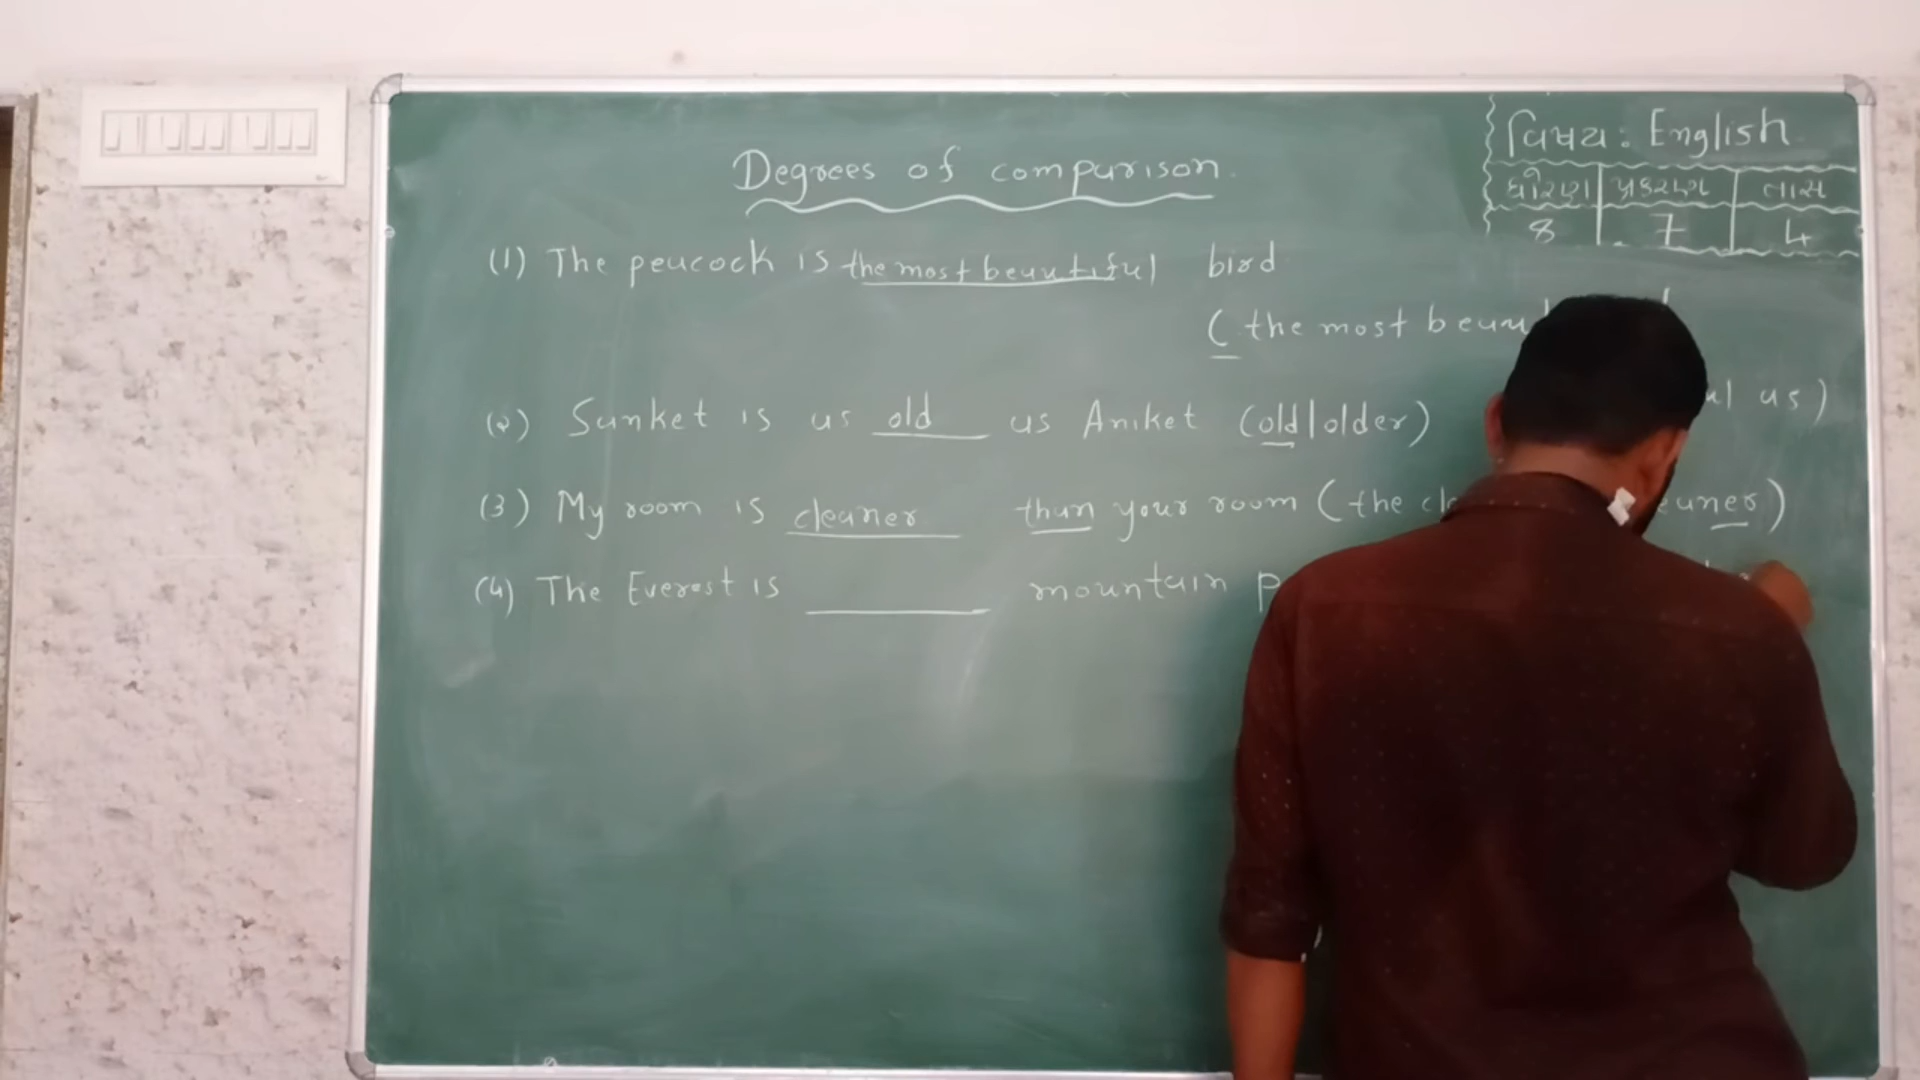 Degrees of comparison.
વિષય : English
ધોરણ પ્રકરણ તાસ
8 7 4
(1) The peacock is the most beautiful bird
(the most
as)
(2) Sanket is as old as Aniket (old/older)
(3) My room is cleaner than your room (the
(4) The Everest is ______ mountain